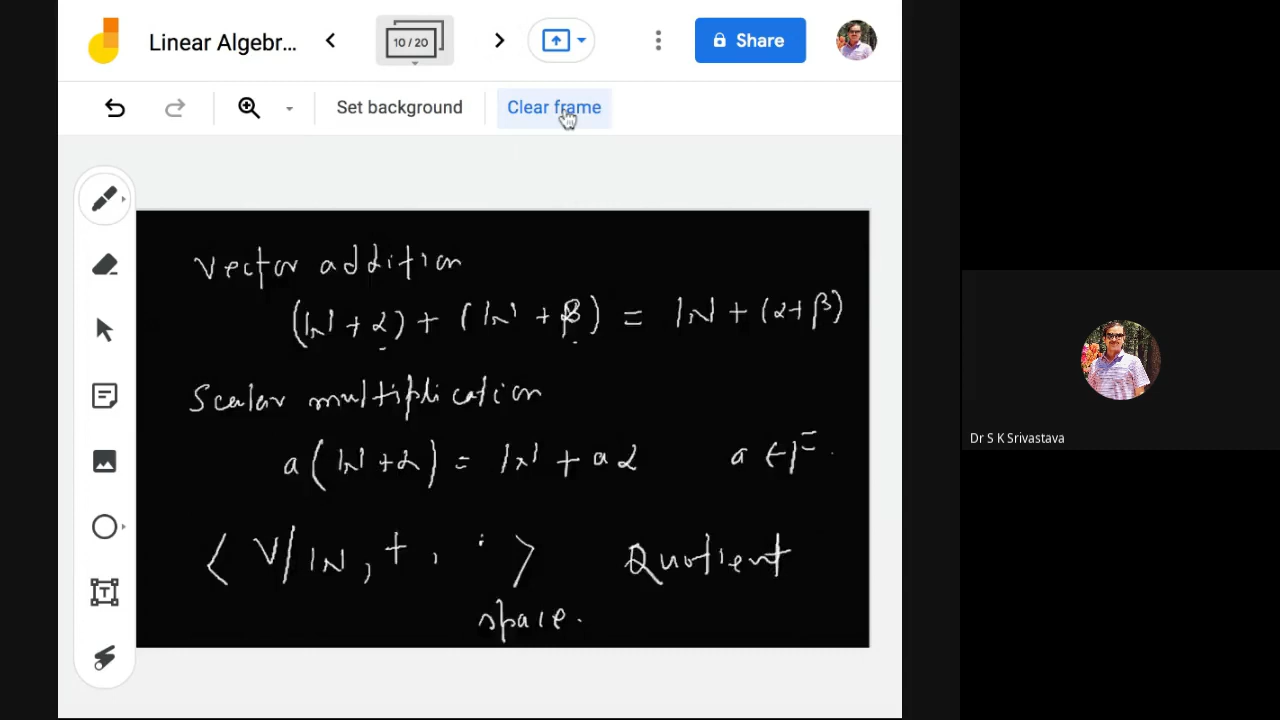 Linear Algebr...
10 / 20
Share
Set background
Clear frame
Vector addition
(W + α) + (W + β) = W + (α + β)
Scalar multiplication
a(W + α) = W + aα a ∈ F.
< V/W, +, · > Quotient
space.
Dr S K Srivastava